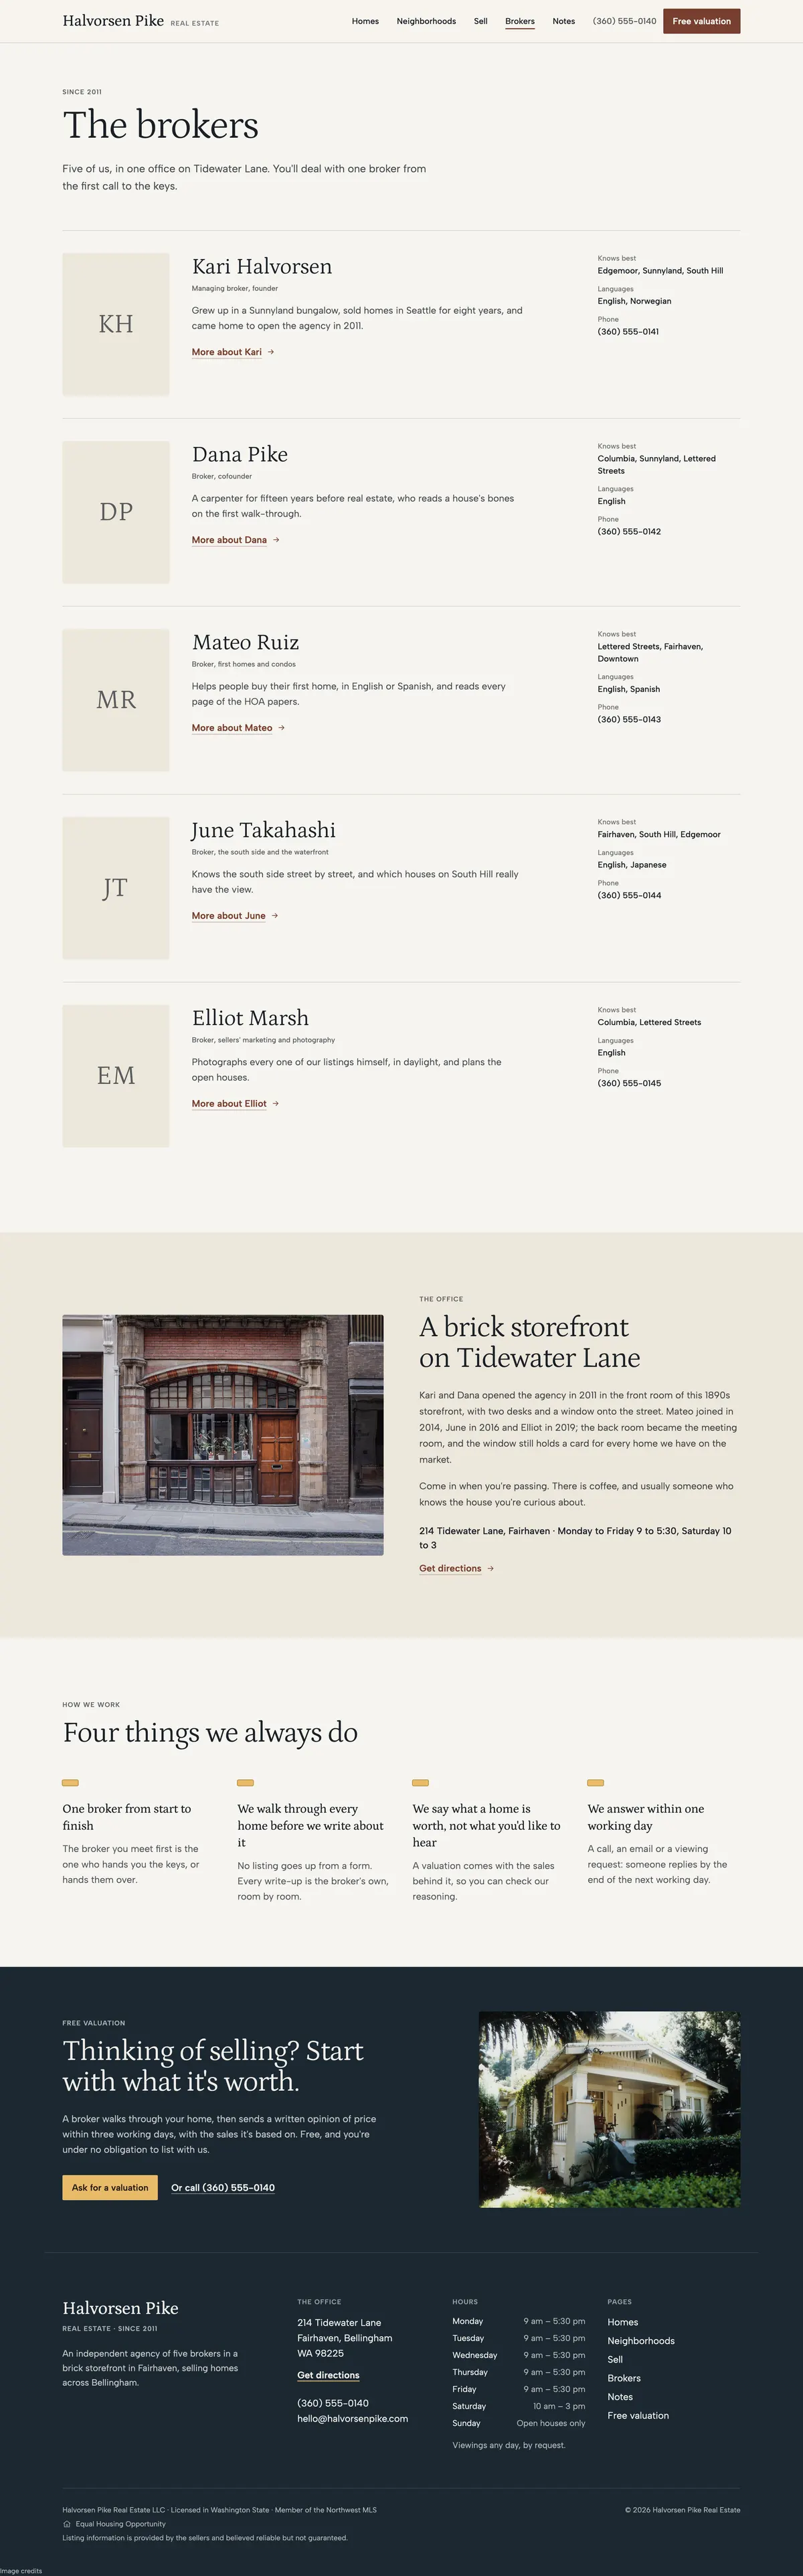 Halvorsen Pike REAL ESTATE
Homes Neighborhoods Sell Brokers Notes (360) 555-0140 Free valuation
SINCE 2011
The brokers
Five of us, in one office on Tidewater Lane. You'll deal with one broker from
the first call to the keys.
KH
Kari Halvorsen
Managing broker, founder
Grew up in a Sunnyland bungalow, sold homes in Seattle for eight years, and
came home to open the agency in 2011.
More about Kari →
Knows best
Edgemoor, Sunnyland, South Hill
Languages
English, Norwegian
Phone
(360) 555-0141
DP
Dana Pike
Broker, cofounder
A carpenter for fifteen years before real estate, who reads a house's bones
on the first walk-through.
More about Dana →
Knows best
Columbia, Sunnyland, Lettered
Streets
Languages
English
Phone
(360) 555-0142
MR
Mateo Ruiz
Broker, first homes and condos
Helps people buy their first home, in English or Spanish, and reads every
page of the HOA papers.
More about Mateo →
Knows best
Lettered Streets, Fairhaven,
Downtown
Languages
English, Spanish
Phone
(360) 555-0143
JT
June Takahashi
Broker, the south side and the waterfront
Knows the south side street by street, and which houses on South Hill really
have the view.
More about June →
Knows best
Fairhaven, South Hill, Edgemoor
Languages
English, Japanese
Phone
(360) 555-0144
EM
Elliot Marsh
Broker, sellers' marketing and photography
Photographs every one of our listings himself, in daylight, and plans the
open houses.
More about Elliot →
Knows best
Columbia, Lettered Streets
Languages
English
Phone
(360) 555-0145
THE OFFICE
A brick storefront
on Tidewater Lane
Kari and Dana opened the agency in 2011 in the front room of this 1890s
storefront, with two desks and a window onto the street. Mateo joined in
2014, June in 2016 and Elliot in 2019; the back room became the meeting
room, and the window still holds a card for every home we have on the
market.
Come in when you're passing. There is coffee, and usually someone who
knows the house you're curious about.
214 Tidewater Lane, Fairhaven · Monday to Friday 9 to 5:30, Saturday 10
to 3
Get directions →
HOW WE WORK
Four things we always do
One broker from start to
finish
The broker you meet first is the
one who hands you the keys, or
hands them over.
We walk through every
home before we write about
it
No listing goes up from a form.
Every write-up is the broker's own,
room by room.
We say what a home is
worth, not what you'd like to
hear
A valuation comes with the sales
behind it, so you can check our
reasoning.
We answer within one
working day
A call, an email or a viewing
request: someone replies by the
end of the next working day.
FREE VALUATION
Thinking of selling? Start
with what it's worth.
A broker walks through your home, then sends a written opinion of price
within three working days, with the sales it's based on. Free, and you're
under no obligation to list with us.
Ask for a valuation Or call (360) 555-0140
Halvorsen Pike
REAL ESTATE · SINCE 2011
An independent agency of five brokers in a
brick storefront in Fairhaven, selling homes
across Bellingham.
THE OFFICE
214 Tidewater Lane
Fairhaven, Bellingham
WA 98225
Get directions
(360) 555-0140
hello@halvorsenpike.com
HOURS
Monday 9 am – 5:30 pm
Tuesday 9 am – 5:30 pm
Wednesday 9 am – 5:30 pm
Thursday 9 am – 5:30 pm
Friday 9 am – 5:30 pm
Saturday 10 am – 3 pm
Sunday Open houses only
Viewings any day, by request.
PAGES
Homes
Neighborhoods
Sell
Brokers
Notes
Free valuation
Halvorsen Pike Real Estate LLC · Licensed in Washington State · Member of the Northwest MLS
Equal Housing Opportunity
Listing information is provided by the sellers and believed reliable but not guaranteed.
© 2026 Halvorsen Pike Real Estate
Image credits